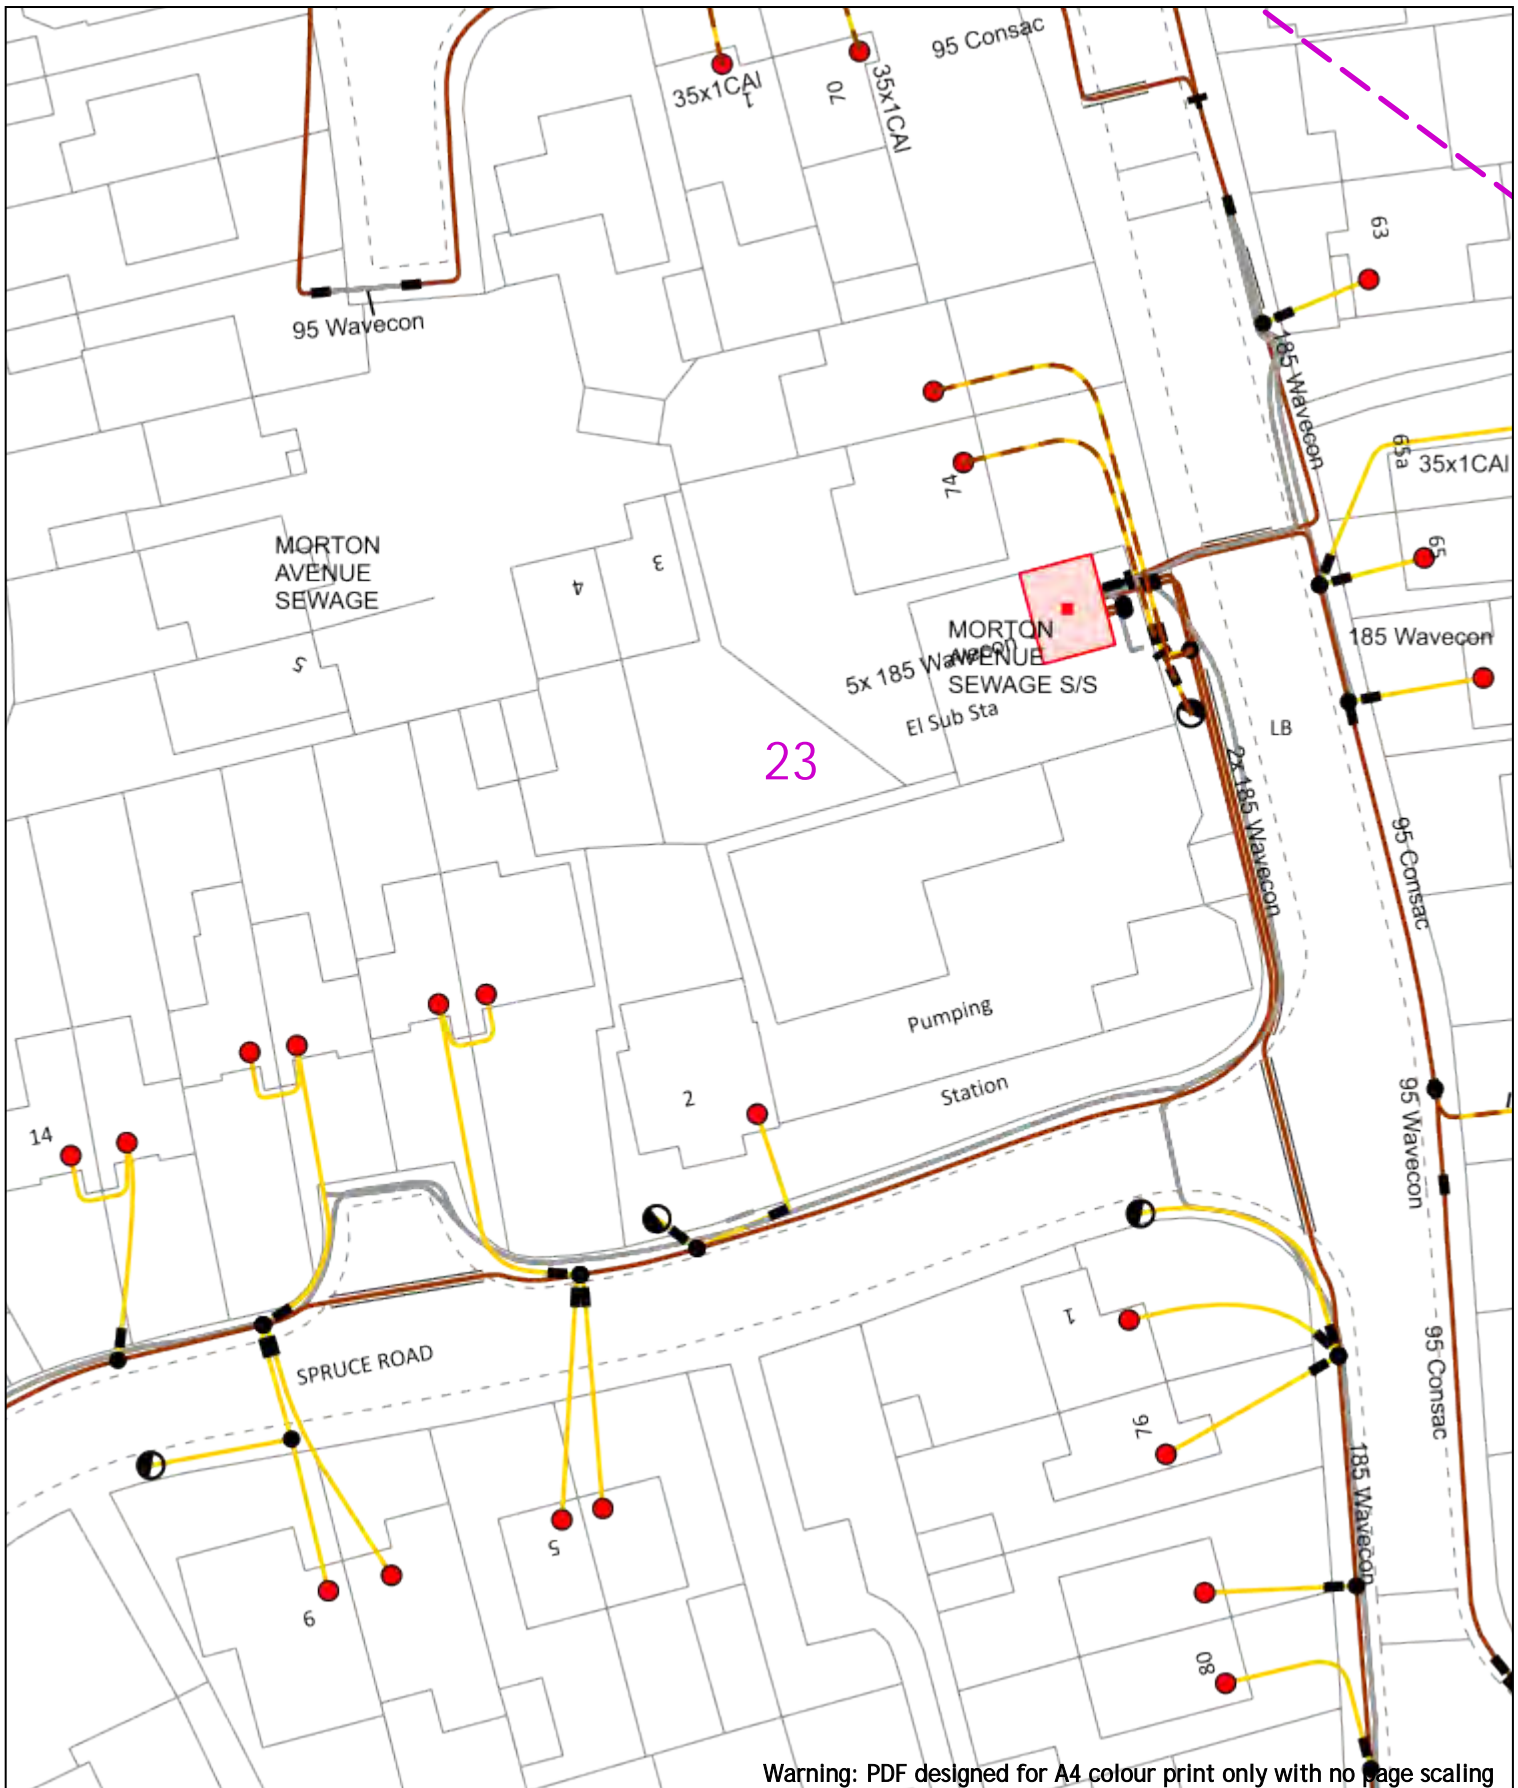 95 Consac
35x1CAl
1
70
35x1CAl
63
95 Wavecon
185 Wavecon
65a
35x1CAl
74
MORTON
AVENUE
SEWAGE
3
4
65
5
MORTON
AVENUE
SEWAGE S/S
5x 185 Wavecon
El Sub Sta
185 Wavecon
LB
23
2x 185 Wavecon
95 Consac
Pumping
Station
2
95 Wavecon
14
1
SPRUCE ROAD
95 Consac
76
185 Wavecon
5
6
80
Warning: PDF designed for A4 colour print only with no page scaling